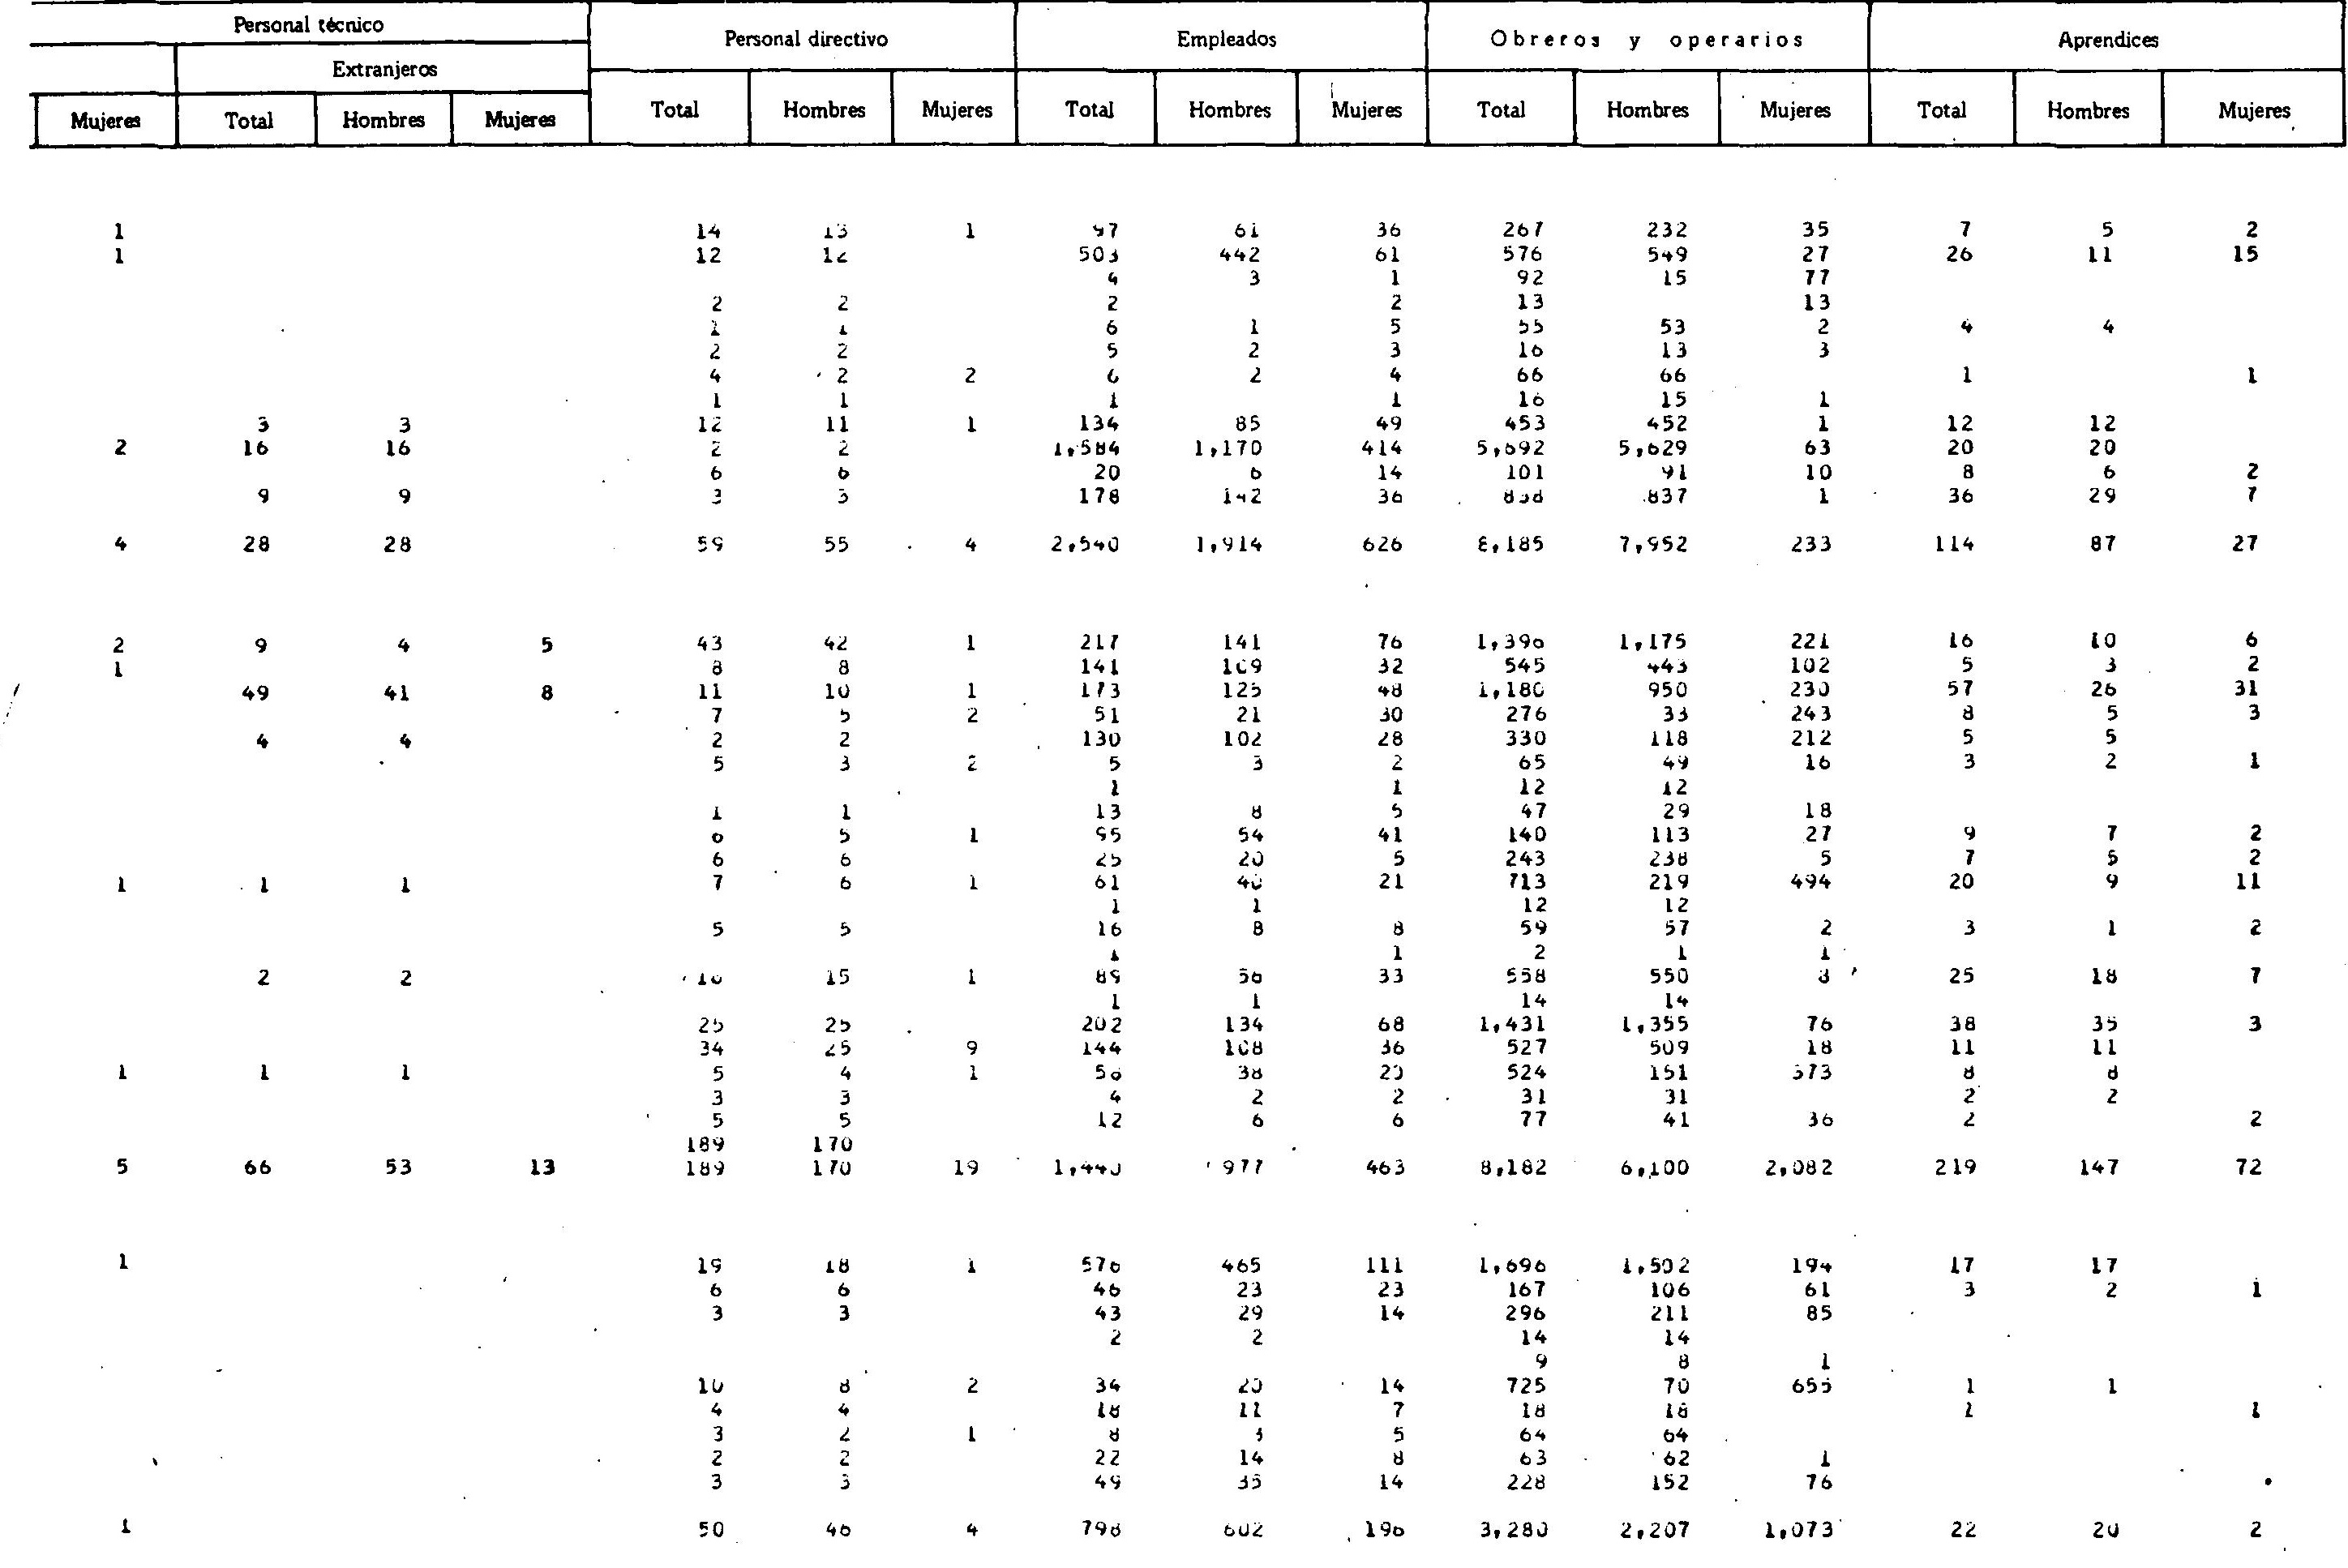 Personal técnico Personal directivo Empleados Obreros y operarios Aprendices
Extranjeros
Mujeres Total Hombres Mujeres Total Hombres Mujeres Total Hombres Mujeres Total Hombres Mujeres Total Hombres Mujeres
1 14 13 1 97 61 36 267 232 35 7 5 2
1 12 12 503 442 61 576 549 27 26 11 15
4 3 1 92 15 77
2 2 2 2 13 13
1 1 6 1 5 55 53 2 4 4
2 2 5 2 3 16 13 3
4 2 2 6 2 4 66 66 1 1
1 1 1 1 16 15 1
3 3 12 11 1 134 85 49 453 452 1 12 12
2 16 16 2 2 1,584 1,170 414 5,692 5,629 63 20 20
6 6 20 6 14 101 91 10 8 6 2
9 9 3 3 178 142 36 838 837 1 36 29 7
4 28 28 59 55 4 2,540 1,914 626 8,185 7,952 233 114 87 27
2 9 4 5 43 42 1 217 141 76 1,396 1,175 221 16 10 6
1 8 8 141 109 32 545 443 102 5 3 2
49 41 8 11 10 1 173 125 48 1,180 950 230 57 26 31
7 5 2 51 21 30 276 33 243 8 5 3
4 4 2 2 130 102 28 330 118 212 5 5
5 3 2 5 3 2 65 49 16 3 2 1
1 1 12 12
1 1 13 8 5 47 29 18
6 5 1 95 54 41 140 113 27 9 7 2
6 6 25 20 5 243 238 5 7 5 2
1 1 1 7 6 1 61 40 21 713 219 494 20 9 11
1 1 12 12
5 5 16 8 8 59 57 2 3 1 2
1 1 2 1 1
2 2 16 15 1 89 56 33 558 550 8 25 18 7
1 1 14 14
25 25 202 134 68 1,431 1,355 76 38 35 3
34 25 9 144 108 36 527 509 18 11 11
1 1 1 5 4 1 58 38 20 524 151 373 8 8
3 3 4 2 2 31 31 2 2
5 5 12 6 6 77 41 36 2 2
189 170
5 66 53 13 189 170 19 1,440 977 463 8,182 6,100 2,082 219 147 72
1 19 18 1 576 465 111 1,696 1,502 194 17 17
6 6 46 23 23 167 106 61 3 2 1
3 3 43 29 14 296 211 85
2 2 14 14
9 8 1
10 8 2 34 20 14 725 70 655 1 1
4 4 18 11 7 18 18 1 1
3 2 1 8 3 5 64 64
2 2 22 14 8 63 62 1
3 3 49 35 14 228 152 76
1 50 46 4 798 602 196 3,280 2,207 1,073 22 20 2